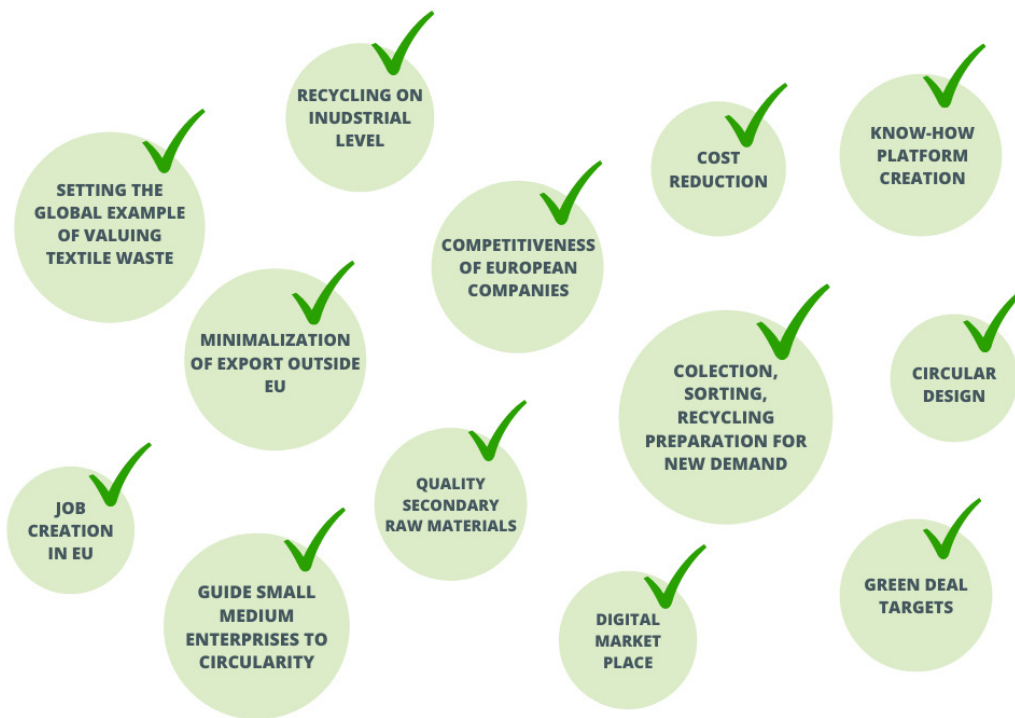 RECYCLING ON
INUDSTRIAL
LEVEL
COST
REDUCTION
KNOW-HOW
PLATFORM
CREATION
SETTING THE
GLOBAL EXAMPLE
OF VALUING
TEXTILE WASTE
COMPETITIVENESS
OF EUROPEAN
COMPANIES
MINIMALIZATION
OF EXPORT OUTSIDE
EU
COLECTION,
SORTING,
RECYCLING
PREPARATION FOR
NEW DEMAND
CIRCULAR
DESIGN
JOB
CREATION
IN EU
QUALITY
SECONDARY
RAW MATERIALS
GUIDE SMALL
MEDIUM
ENTERPRISES TO
CIRCULARITY
DIGITAL
MARKET
PLACE
GREEN DEAL
TARGETS